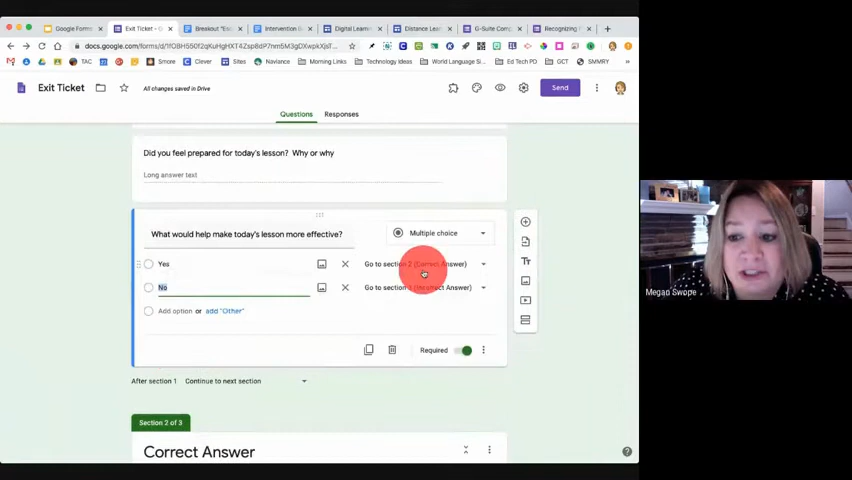 Google Forms
Exit Ticket - G
Breakout "Esc
Intervention
Digital Learni
Distance Lear
G-Suite Comp
Recognizing
docs.google.com/forms/d/
TAC
Smore
Clever
Sites
Naviance
Morning Links
Technology Ideas
World Language Si...
Ed Tech PD
GCT
SMMRY
Exit Ticket
All changes saved in Drive
Send
Questions
Responses
Did you feel prepared for today's lesson? Why or why
Long answer text
What would help make today's lesson more effective?
Multiple choice
Yes
Go to section 2 (Correct Answer)
No
Go to section 3 (Incorrect Answer)
Add option or add "Other"
Required
After section 1 Continue to next section
Section 2 of 3
Correct Answer
Megan Swope